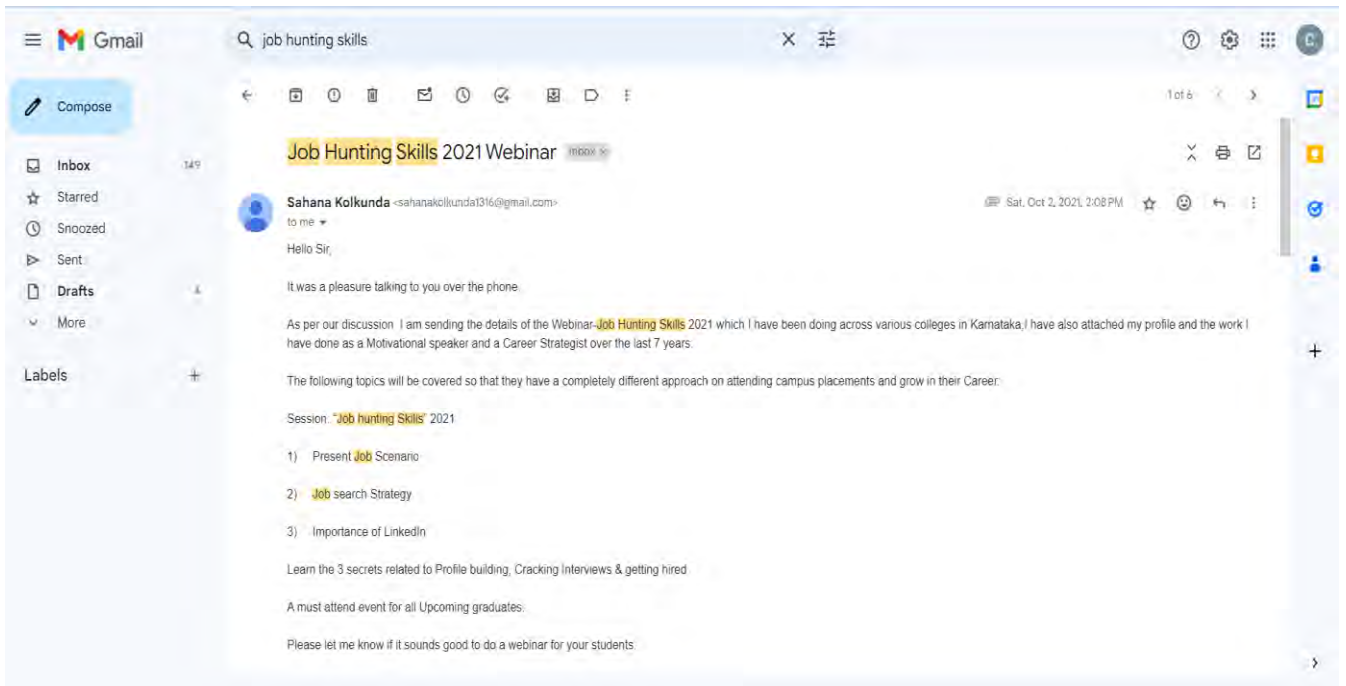 Gmail
job hunting skills
Compose
1 of 6
Job Hunting Skills 2021 Webinar Inbox ×
Inbox 149
Starred
Snoozed
Sent
Drafts
More
Labels
Sahana Kolkunda <sahanakolkunda1316@gmail.com> Sat, Oct 2, 2021, 2:08 PM
to me
Hello Sir,
It was a pleasure talking to you over the phone.
As per our discussion I am sending the details of the Webinar-Job Hunting Skills 2021 which I have been doing across various colleges in Karnataka,I have also attached my profile and the work I
have done as a Motivational speaker and a Career Strategist over the last 7 years.
The following topics will be covered so that they have a completely different approach on attending campus placements and grow in their Career.
Session: "Job hunting Skills" 2021
1) Present Job Scenario
2) Job search Strategy
3) Importance of LinkedIn
Learn the 3 secrets related to Profile building, Cracking Interviews & getting hired
A must attend event for all Upcoming graduates.
Please let me know if it sounds good to do a webinar for your students